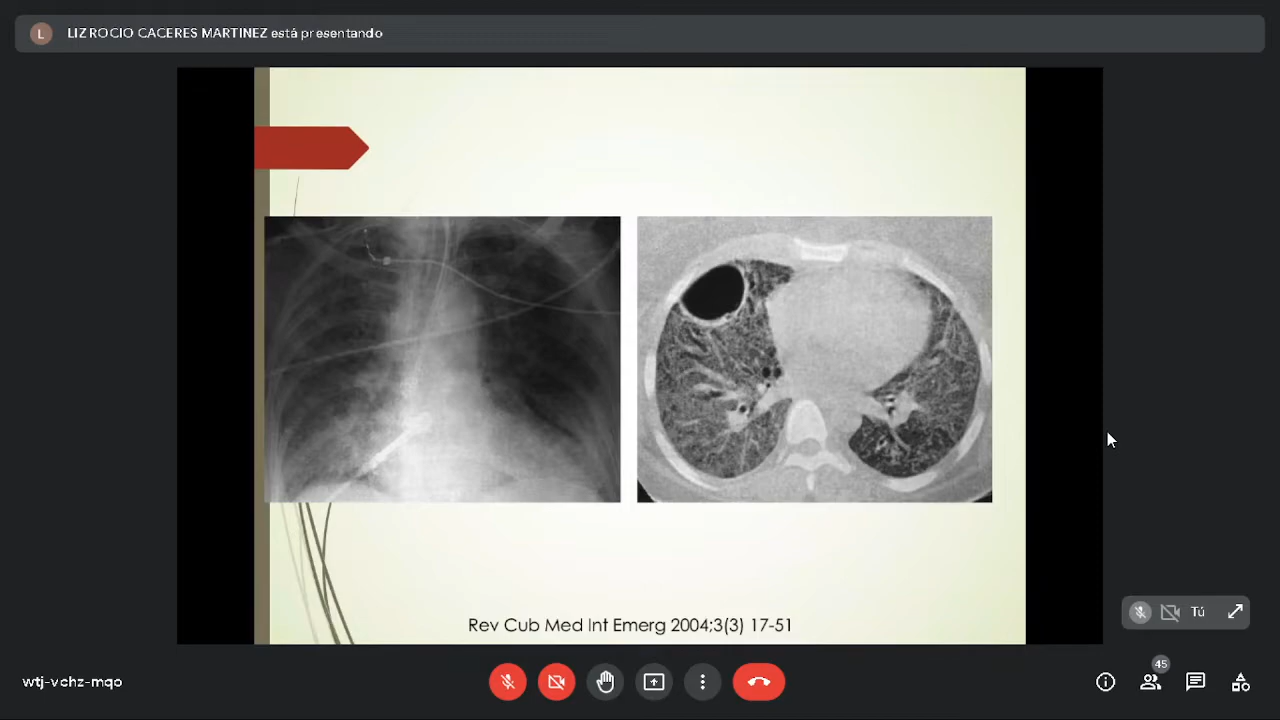 L
LIZ ROCIO CACERES MARTINEZ está presentando
Rev Cub Med Int Emerg 2004;3(3) 17-51
Tú
wtj-vchz-mqo
45